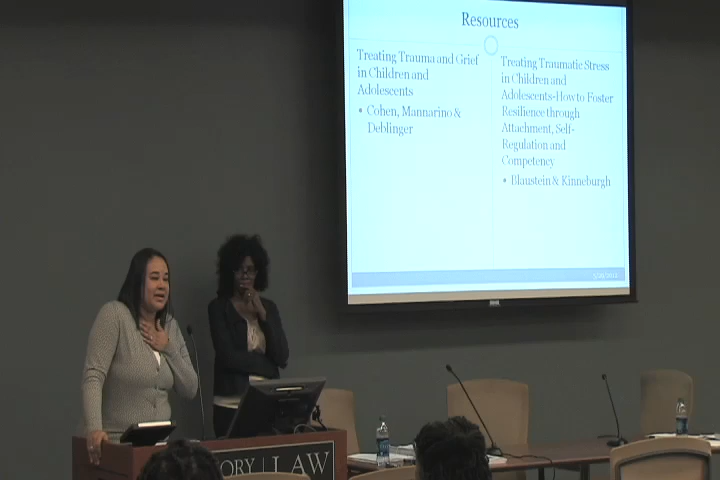 Resources
Treating Trauma and Grief
in Children and
Adolescents
• Cohen, Mannarino &
Deblinger
Treating Traumatic Stress
in Children and
Adolescents-How to Foster
Resilience through
Attachment, Self-
Regulation and
Competency
• Blaustein & Kinneburgh
ORY | LAW